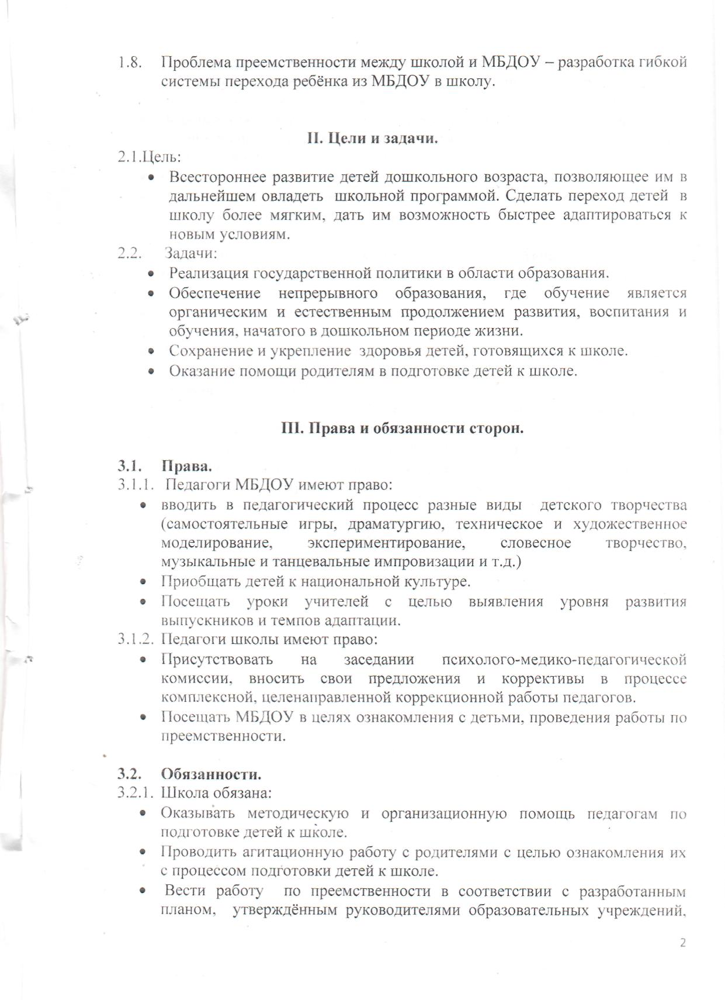 1.8. Проблема преемственности между школой и МБДОУ – разработка гибкой
системы перехода ребёнка из МБДОУ в школу.
II. Цели и задачи.
2.1.Цель:
• Всестороннее развитие детей дошкольного возраста, позволяющее им в
дальнейшем овладеть школьной программой. Сделать переход детей в
школу более мягким, дать им возможность быстрее адаптироваться к
новым условиям.
2.2. Задачи:
• Реализация государственной политики в области образования.
• Обеспечение непрерывного образования, где обучение является
органическим и естественным продолжением развития, воспитания и
обучения, начатого в дошкольном периоде жизни.
• Сохранение и укрепление здоровья детей, готовящихся к школе.
• Оказание помощи родителям в подготовке детей к школе.
III. Права и обязанности сторон.
3.1. Права.
3.1.1. Педагоги МБДОУ имеют право:
• вводить в педагогический процесс разные виды детского творчества
(самостоятельные игры, драматургию, техническое и художественное
моделирование, экспериментирование, словесное творчество,
музыкальные и танцевальные импровизации и т.д.)
• Приобщать детей к национальной культуре.
• Посещать уроки учителей с целью выявления уровня развития
выпускников и темпов адаптации.
3.1.2. Педагоги школы имеют право:
• Присутствовать на заседании психолого-медико-педагогической
комиссии, вносить свои предложения и коррективы в процессе
комплексной, целенаправленной коррекционной работы педагогов.
• Посещать МБДОУ в целях ознакомления с детьми, проведения работы по
преемственности.
3.2. Обязанности.
3.2.1. Школа обязана:
• Оказывать методическую и организационную помощь педагогам по
подготовке детей к школе.
• Проводить агитационную работу с родителями с целью ознакомления их
с процессом подготовки детей к школе.
• Вести работу по преемственности в соответствии с разработанным
планом, утверждённым руководителями образовательных учреждений,
2